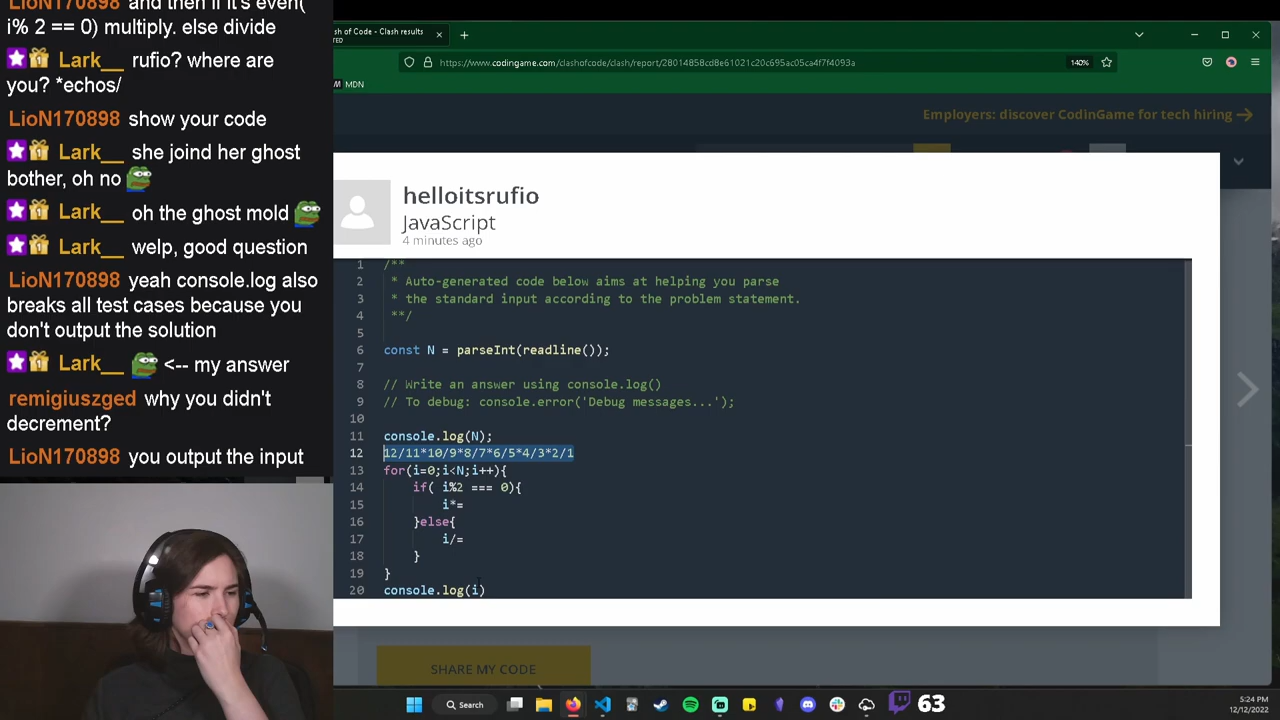 LioN170898 and then if it's even(
i% 2 == 0) multiply. else divide
Lark__ rufio? where are
you? *echos/
LioN170898 show your code
Lark__ she joind her ghost
bother, oh no
Lark__ oh the ghost mold
Lark__ welp, good question
LioN170898 yeah console.log also
breaks all test cases because you
don't output the solution
Lark__ <-- my answer
remigiuszged why you didn't
decrement?
LioN170898 you output the input
sh of Code - Clash results
https://www.codingame.com/clashofcode/clash/report/28014858cd8e61021c20c695ac05ca4f7f4093a
140%
MDN
Employers: discover CodinGame for tech hiring
helloitsrufio
JavaScript
4 minutes ago
1 /**
2 * Auto-generated code below aims at helping you parse
3 * the standard input according to the problem statement.
4 **/
5
6 const N = parseInt(readline());
7
8 // Write an answer using console.log()
9 // To debug: console.error('Debug messages...');
10
11 console.log(N);
12 12/11*10/9*8/7*6/5*4/3*2/1
13 for(i=0;i<N;i++){
14 if( i%2 === 0){
15 i*=
16 }else{
17 i/=
18 }
19 }
20 console.log(i)
SHARE MY CODE
Search
63
5:24 PM
12/12/2022